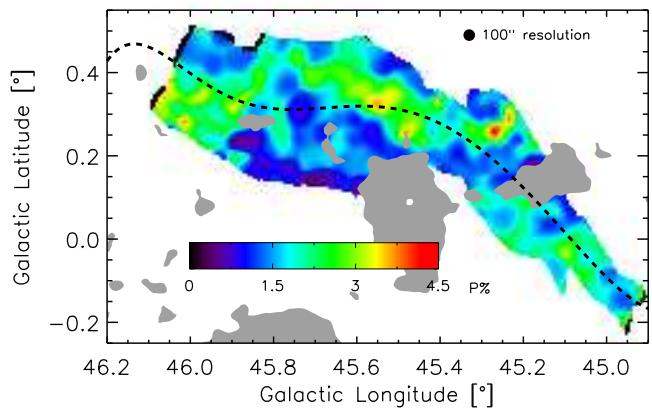 100" resolution
0.4
0.2
0.0
−0.2
Galactic Latitude [°]
0 1.5 3 4.5 P%
46.2 46.0 45.8 45.6 45.4 45.2 45.0
Galactic Longitude [°]